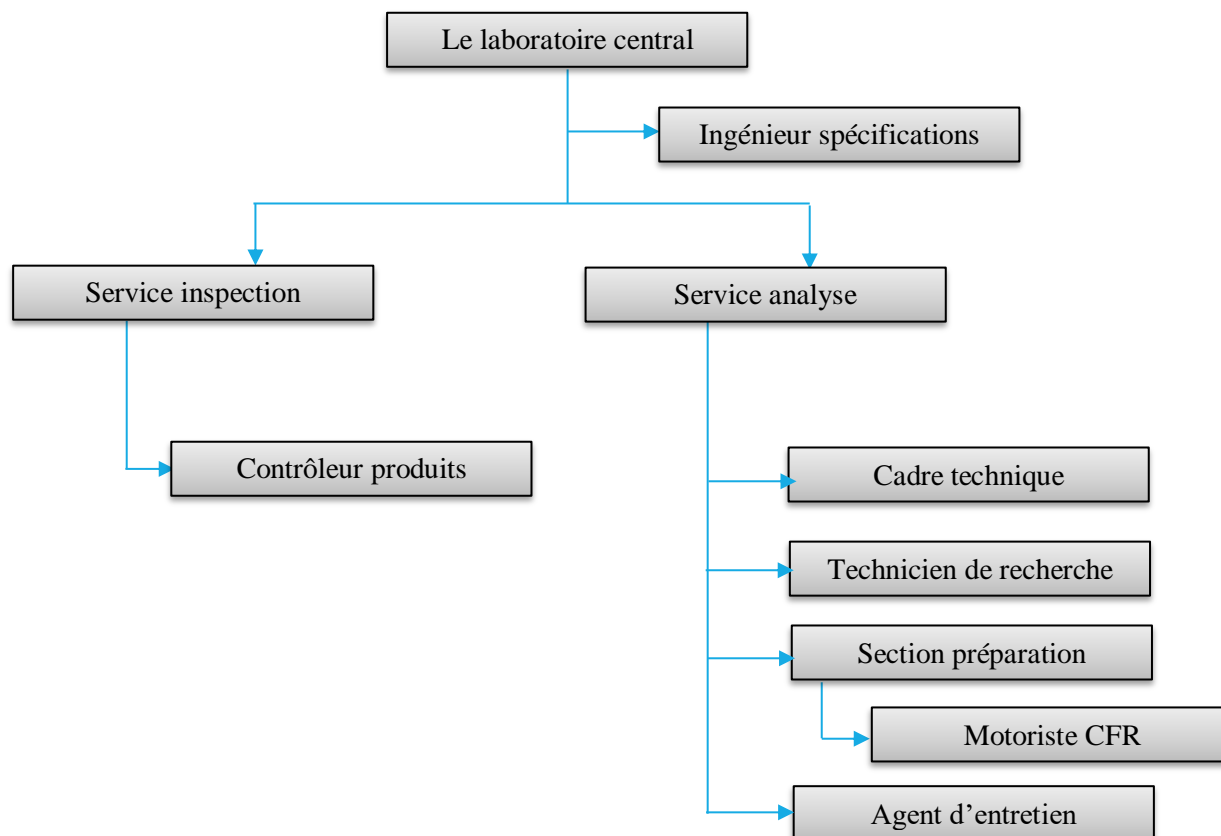 Le laboratoire central
Ingénieur spécifications
Service inspection
Service analyse
Contrôleur produits
Cadre technique
Technicien de recherche
Section préparation
Motoriste CFR
Agent d’entretien